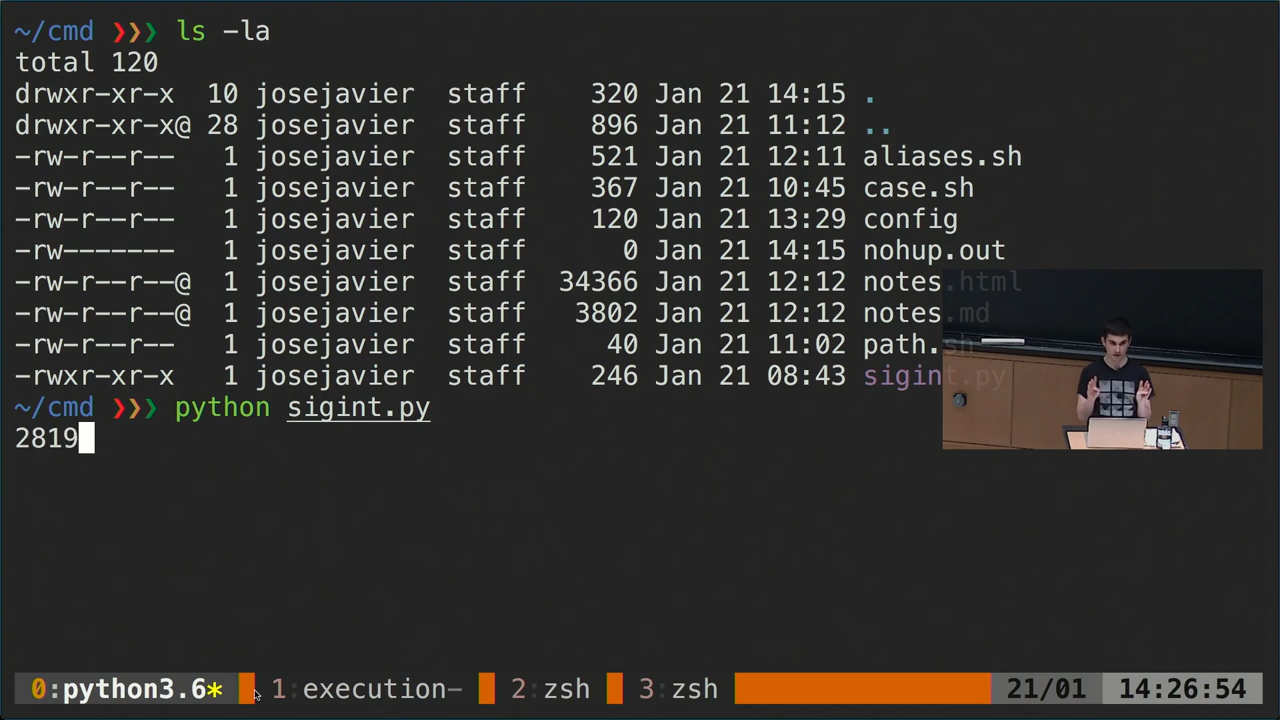 ~/cmd ❯❯❯ ls -la
total 120
drwxr-xr-x 10 josejavier staff 320 Jan 21 14:15 .
drwxr-xr-x@ 28 josejavier staff 896 Jan 21 11:12 ..
-rw-r--r-- 1 josejavier staff 521 Jan 21 12:11 aliases.sh
-rw-r--r-- 1 josejavier staff 367 Jan 21 10:45 case.sh
-rw-r--r-- 1 josejavier staff 120 Jan 21 13:29 config
-rw------- 1 josejavier staff 0 Jan 21 14:15 nohup.out
-rw-r--r--@ 1 josejavier staff 34366 Jan 21 12:12 notes.html
-rw-r--r--@ 1 josejavier staff 3802 Jan 21 12:12 notes.md
-rw-r--r-- 1 josejavier staff 40 Jan 21 11:02 path.sh
-rwxr-xr-x 1 josejavier staff 246 Jan 21 08:43 sigint.py
~/cmd ❯❯❯ python sigint.py
2819
0:python3.6* 1:execution- 2:zsh 3:zsh 21/01 14:26:54